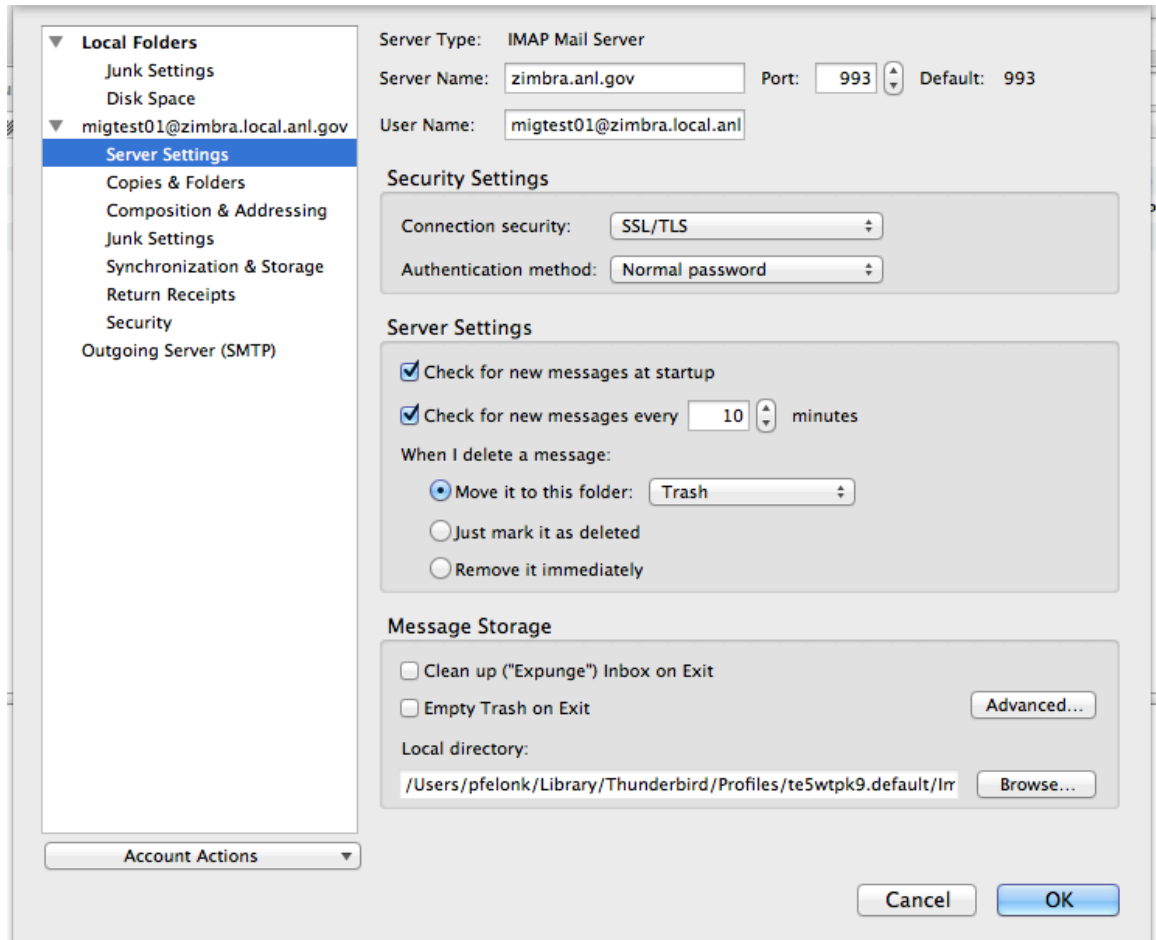 Local Folders
Junk Settings
Disk Space
migtest01@zimbra.local.anl.gov
Server Settings
Copies & Folders
Composition & Addressing
Junk Settings
Synchronization & Storage
Return Receipts
Security
Outgoing Server (SMTP)
Account Actions
Server Type: IMAP Mail Server
Server Name: zimbra.anl.gov Port: 993 Default: 993
User Name: migtest01@zimbra.local.anl
Security Settings
Connection security: SSL/TLS
Authentication method: Normal password
Server Settings
Check for new messages at startup
Check for new messages every 10 minutes
When I delete a message:
Move it to this folder: Trash
Just mark it as deleted
Remove it immediately
Message Storage
Clean up ("Expunge") Inbox on Exit
Empty Trash on Exit
Advanced...
Local directory:
/Users/pfelonk/Library/Thunderbird/Profiles/te5wtpk9.default/Im Browse...
Cancel OK